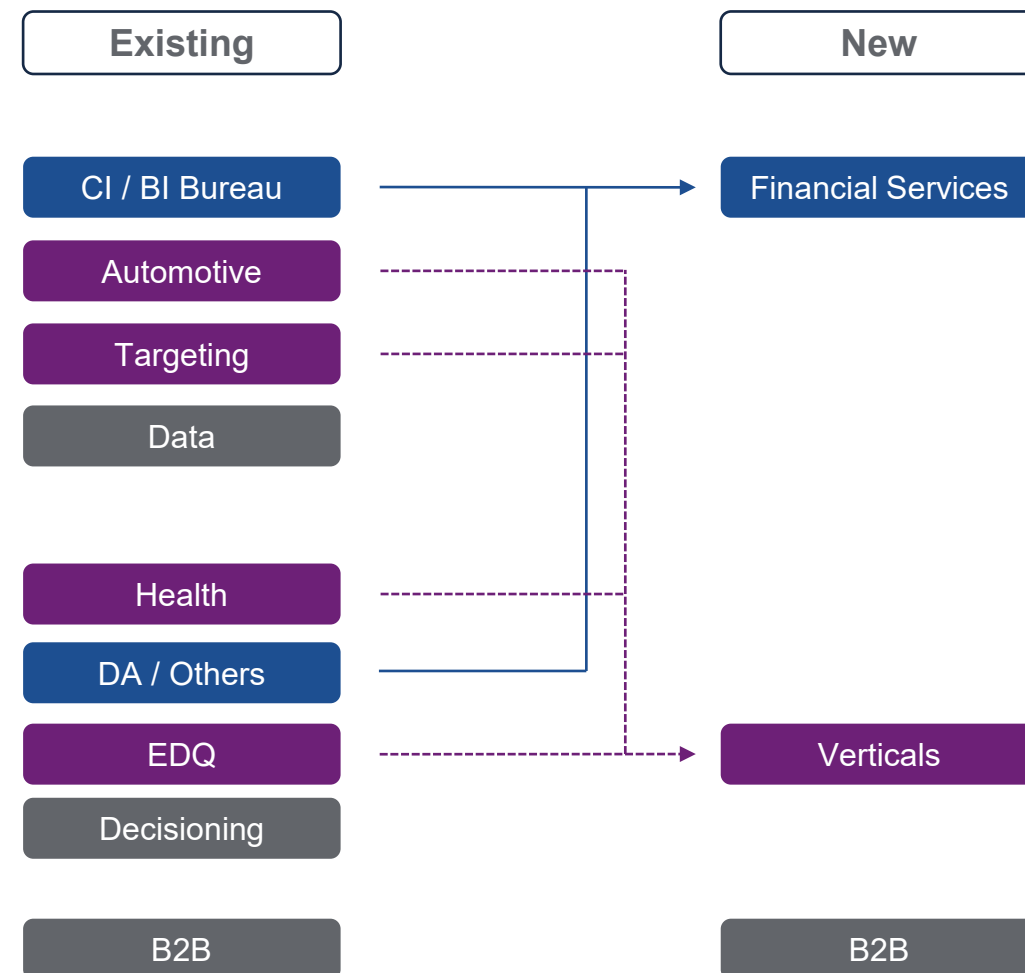 Existing
New
CI / BI Bureau
Financial Services
Automotive
Targeting
Data
Health
DA / Others
EDQ
Verticals
Decisioning
B2B
B2B